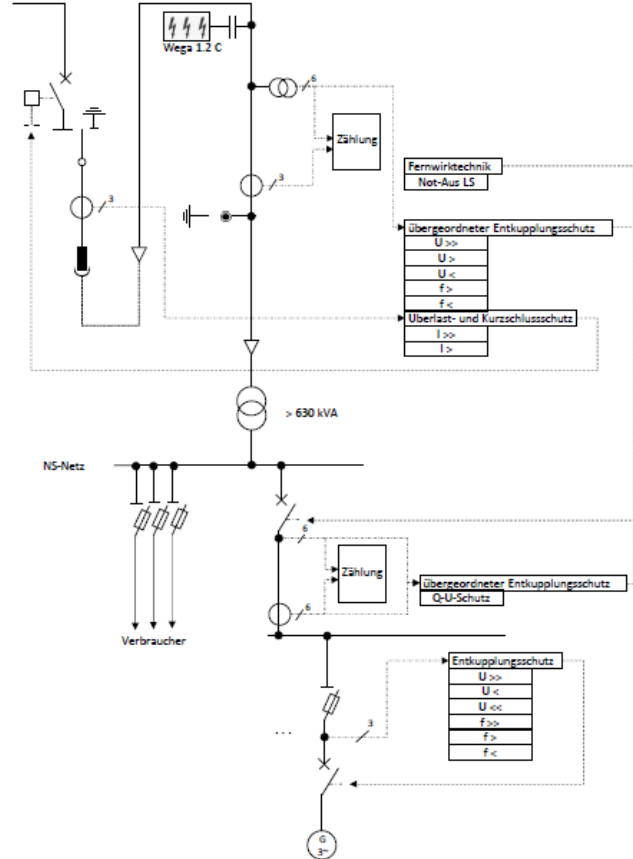 Wega 1.2 C
6
Zählung
3
Fernwirktechnik
Not-Aus LS
3
übergeordneter Entkupplungsschutz
U >>
U >
U <
f >
f <
Überlast- und Kurzschlussschutz
I >>
I >
> 630 kVA
NS-Netz
6
Zählung
übergeordneter Entkupplungsschutz
Q-U-Schutz
6
Verbraucher
Entkupplungsschutz
U >>
U <
U <<
f >>
f >
f <
3
...
G
3~